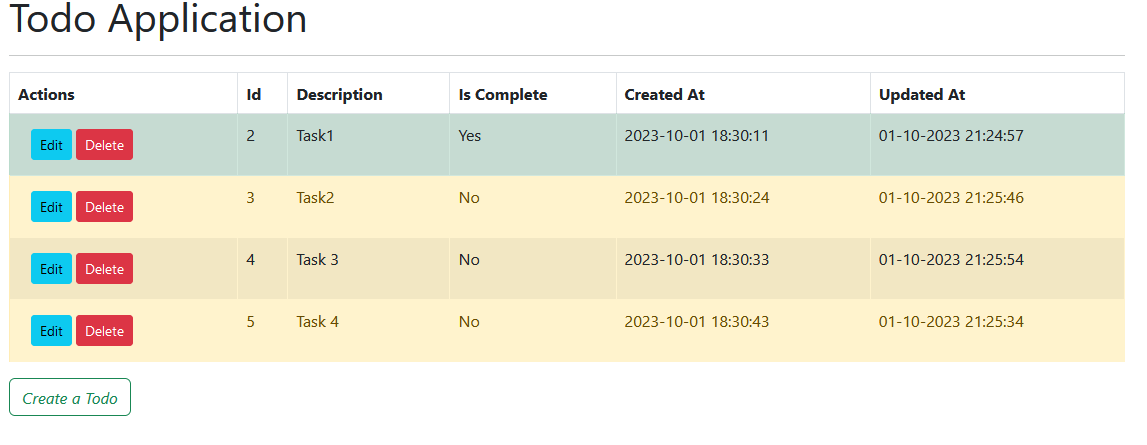 Todo Application
Actions Id Description Is Complete Created At Updated At
Edit Delete 2 Task1 Yes 2023-10-01 18:30:11 01-10-2023 21:24:57
Edit Delete 3 Task2 No 2023-10-01 18:30:24 01-10-2023 21:25:46
Edit Delete 4 Task 3 No 2023-10-01 18:30:33 01-10-2023 21:25:54
Edit Delete 5 Task 4 No 2023-10-01 18:30:43 01-10-2023 21:25:34
Create a Todo